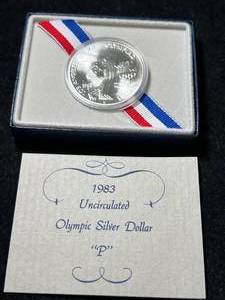 1983
Uncirculated
Olympic Silver Dollar
"P"